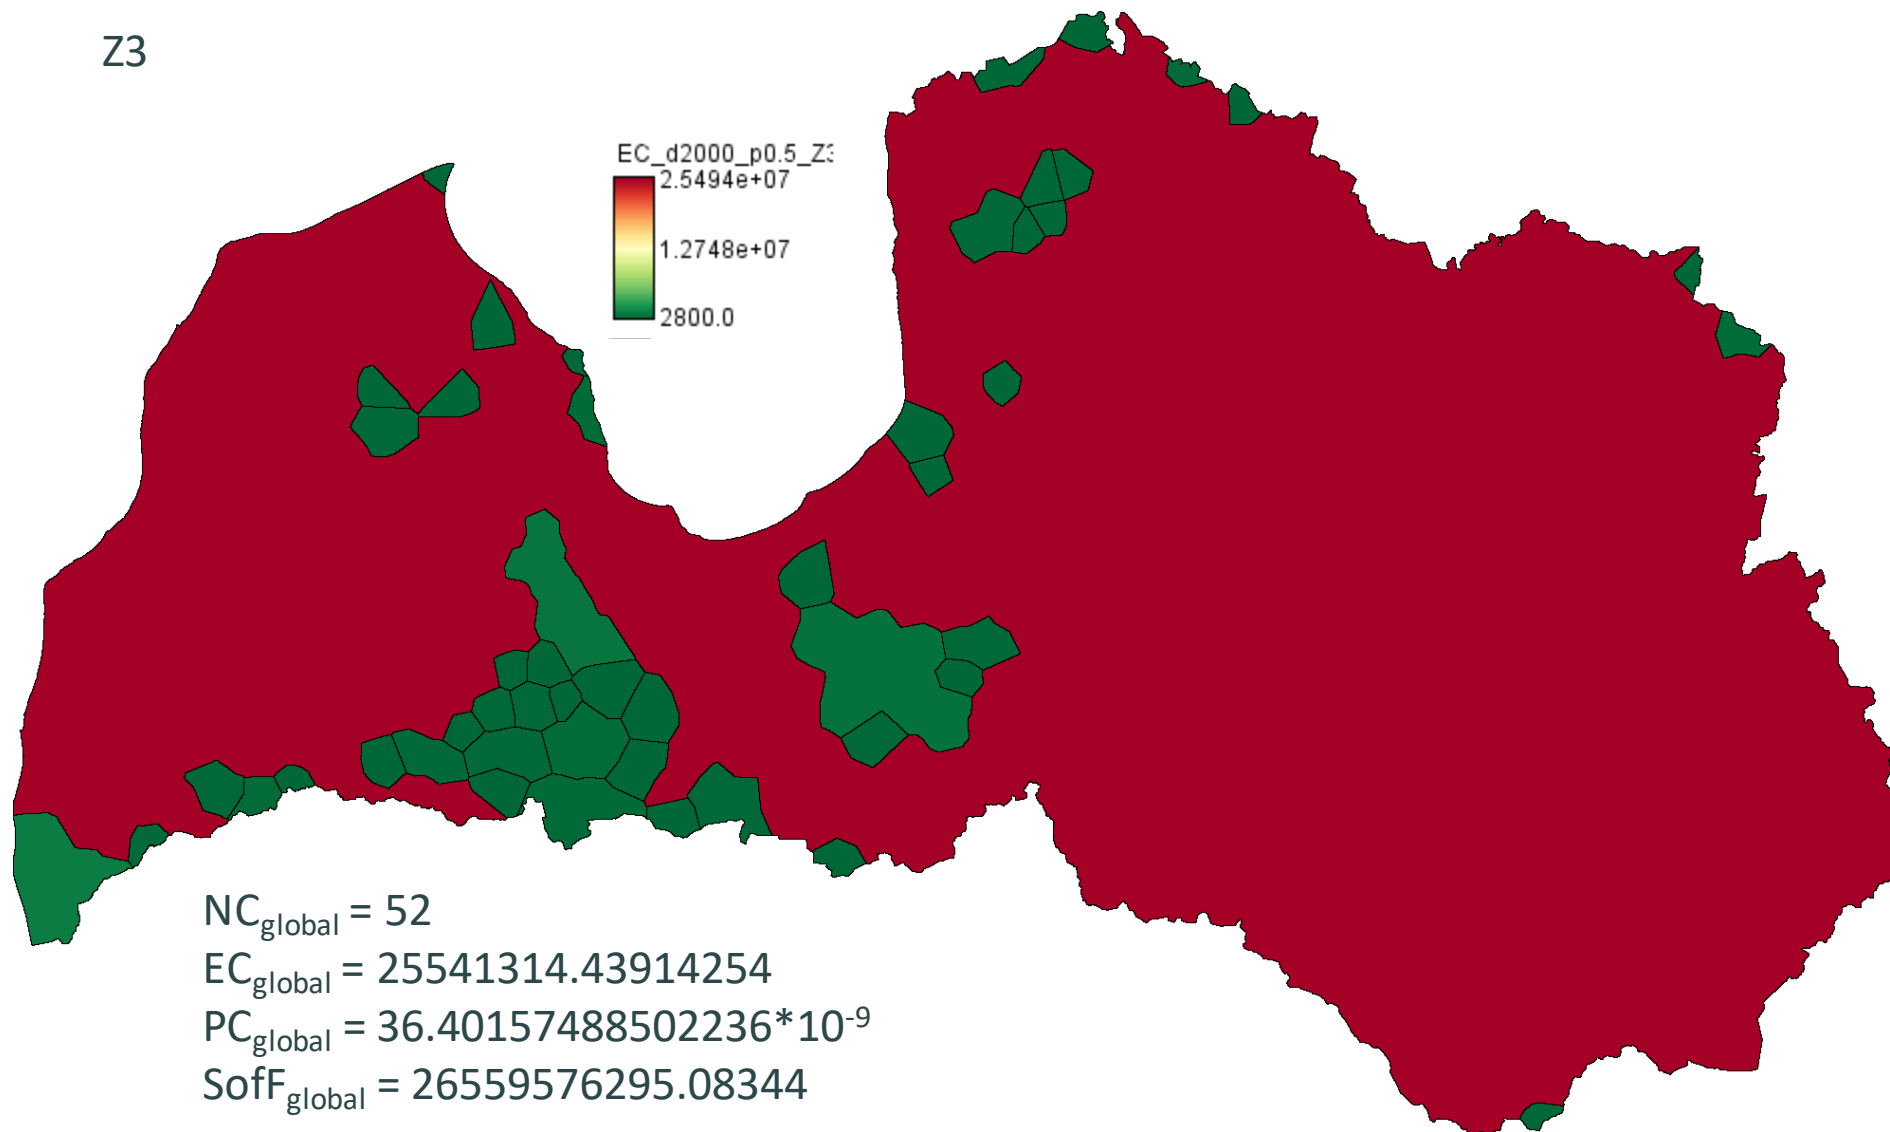 Z3
EC_d2000_p0.5_Z3
2.5494e+07
1.2748e+07
2800.0
NCglobal = 52
ECglobal = 25541314.43914254
PCglobal = 36.40157488502236*10-9
SofFglobal = 26559576295.08344